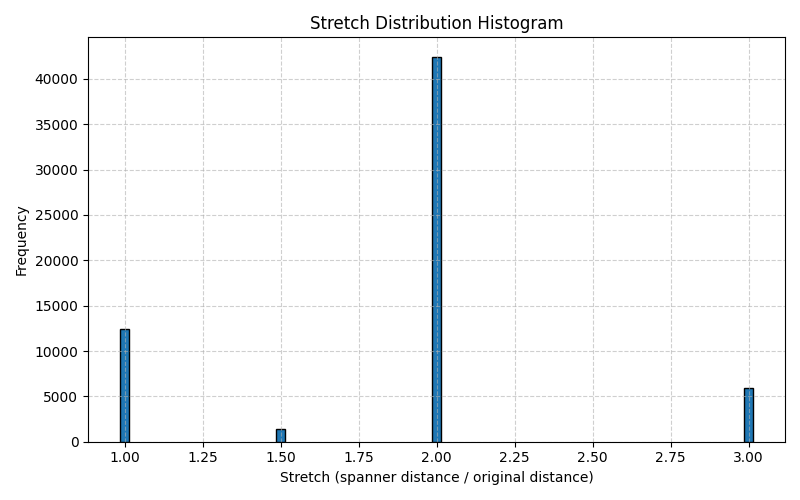 Stretch Distribution Histogram
Frequency
40000
35000
30000
25000
20000
15000
10000
5000
0
1.00 1.25 1.50 1.75 2.00 2.25 2.50 2.75 3.00
Stretch (spanner distance / original distance)